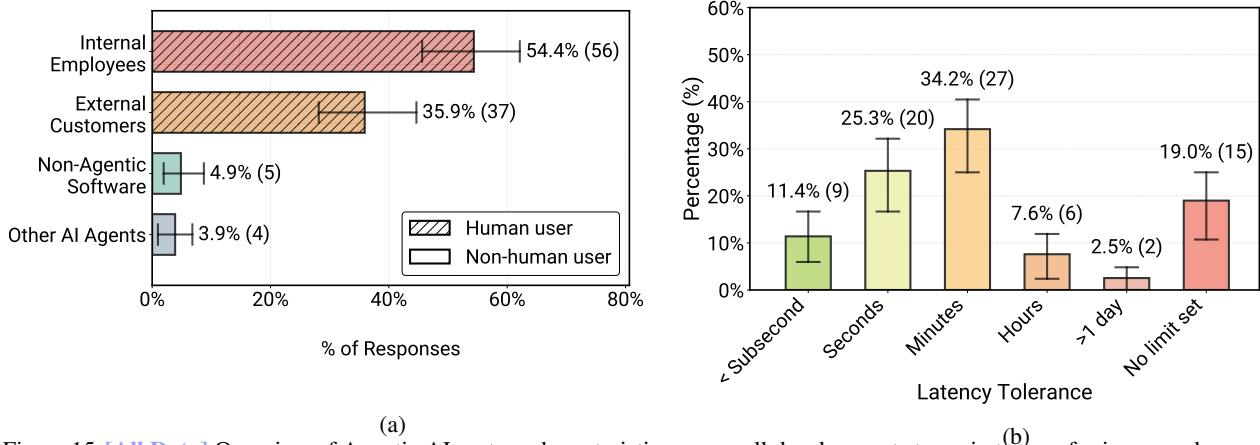 Internal
Employees
54.4% (56)
External
Customers
35.9% (37)
Non-Agentic
Software
4.9% (5)
Other AI Agents
3.9% (4)
Human user
Non-human user
0% 20% 40% 60% 80%
% of Responses
(a)
60%
50%
40%
30%
20%
10%
0%
Percentage (%)
11.4% (9)
25.3% (20)
34.2% (27)
7.6% (6)
2.5% (2)
19.0% (15)
< Subsecond
Seconds
Minutes
Hours
>1 day
No limit set
Latency Tolerance
(b)